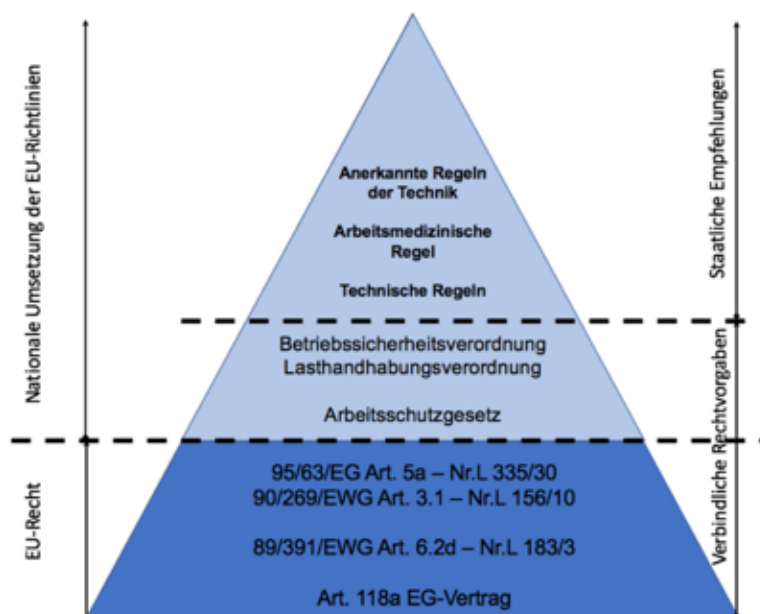 Nationale Umsetzung der EU-Richtlinien
EU-Recht
Anerkannte Regeln
der Technik
Arbeitsmedizinische
Regel
Technische Regeln
Betriebssicherheitsverordnung
Lasthandhabungsverordnung
Arbeitsschutzgesetz
95/63/EG Art. 5a – Nr.L 335/30
90/269/EWG Art. 3.1 – Nr.L 156/10
89/391/EWG Art. 6.2d – Nr.L 183/3
Art. 118a EG-Vertrag
Staatliche Empfehlungen
Verbindliche Rechtvorgaben